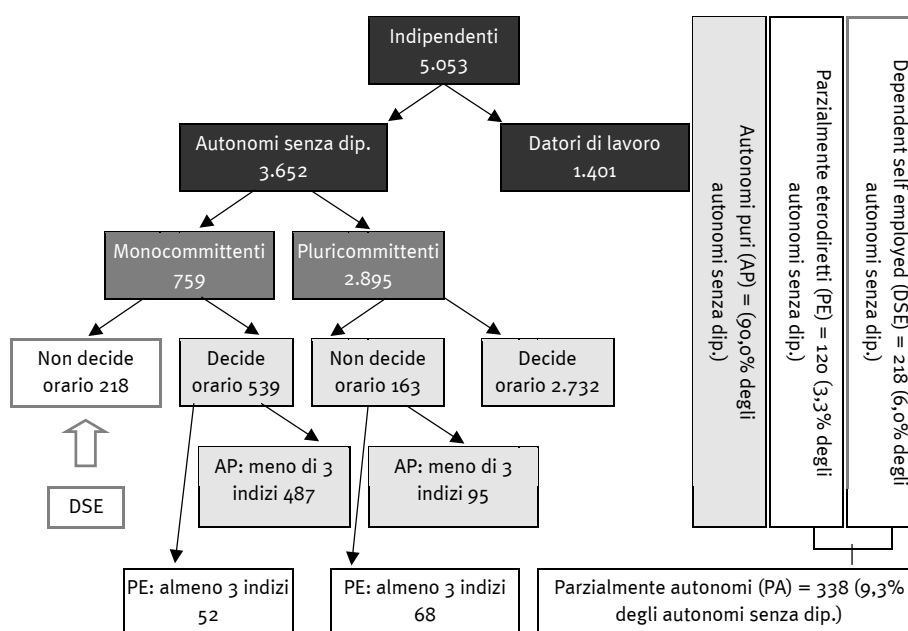 Indipendenti
5.053
Autonomi senza dip.
3.652
Datori di lavoro
1.401
Monocommittenti
759
Pluricommittenti
2.895
Non decide
orario 218
Decide
orario 539
Non decide
orario 163
Decide
orario 2.732
AP: meno di 3
indizi 487
AP: meno di 3
indizi 95
DSE
PE: almeno 3 indizi
52
PE: almeno 3 indizi
68
Autonomi puri (AP) = (90,0% degli
autonomi senza dip.)
Parzialmente eterodiretti (PE) = 120 (3,3% degli
autonomi senza dip.)
Dependent self employed (DSE) = 218 (6,0% degli
autonomi senza dip.)
Parzialmente autonomi (PA) = 338 (9,3%
degli autonomi senza dip.)